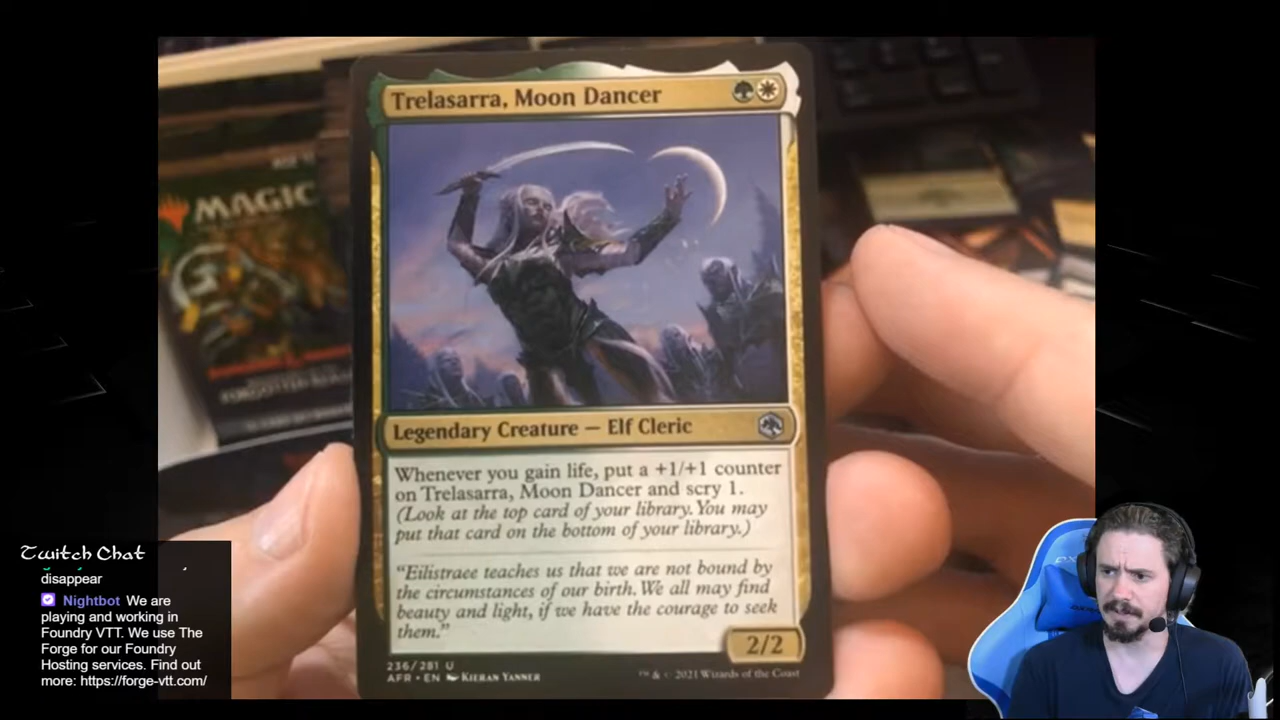 Trelasarra, Moon Dancer
MAGIC
Legendary Creature — Elf Cleric
Whenever you gain life, put a +1/+1 counter
on Trelasarra, Moon Dancer and scry 1.
(Look at the top card of your library. You may
put that card on the bottom of your library.)
"Eilistraee teaches us that we are not bound by
the circumstances of our birth. We all may find
beauty and light, if we have the courage to seek
them."
2/2
236/281 U
AFR • EN KIERAN YANNER
™ & © 2021 Wizards of the Coast
Twitch Chat
disappear
Nightbot We are
playing and working in
Foundry VTT. We use The
Forge for our Foundry
Hosting services. Find out
more: https://forge-vtt.com/